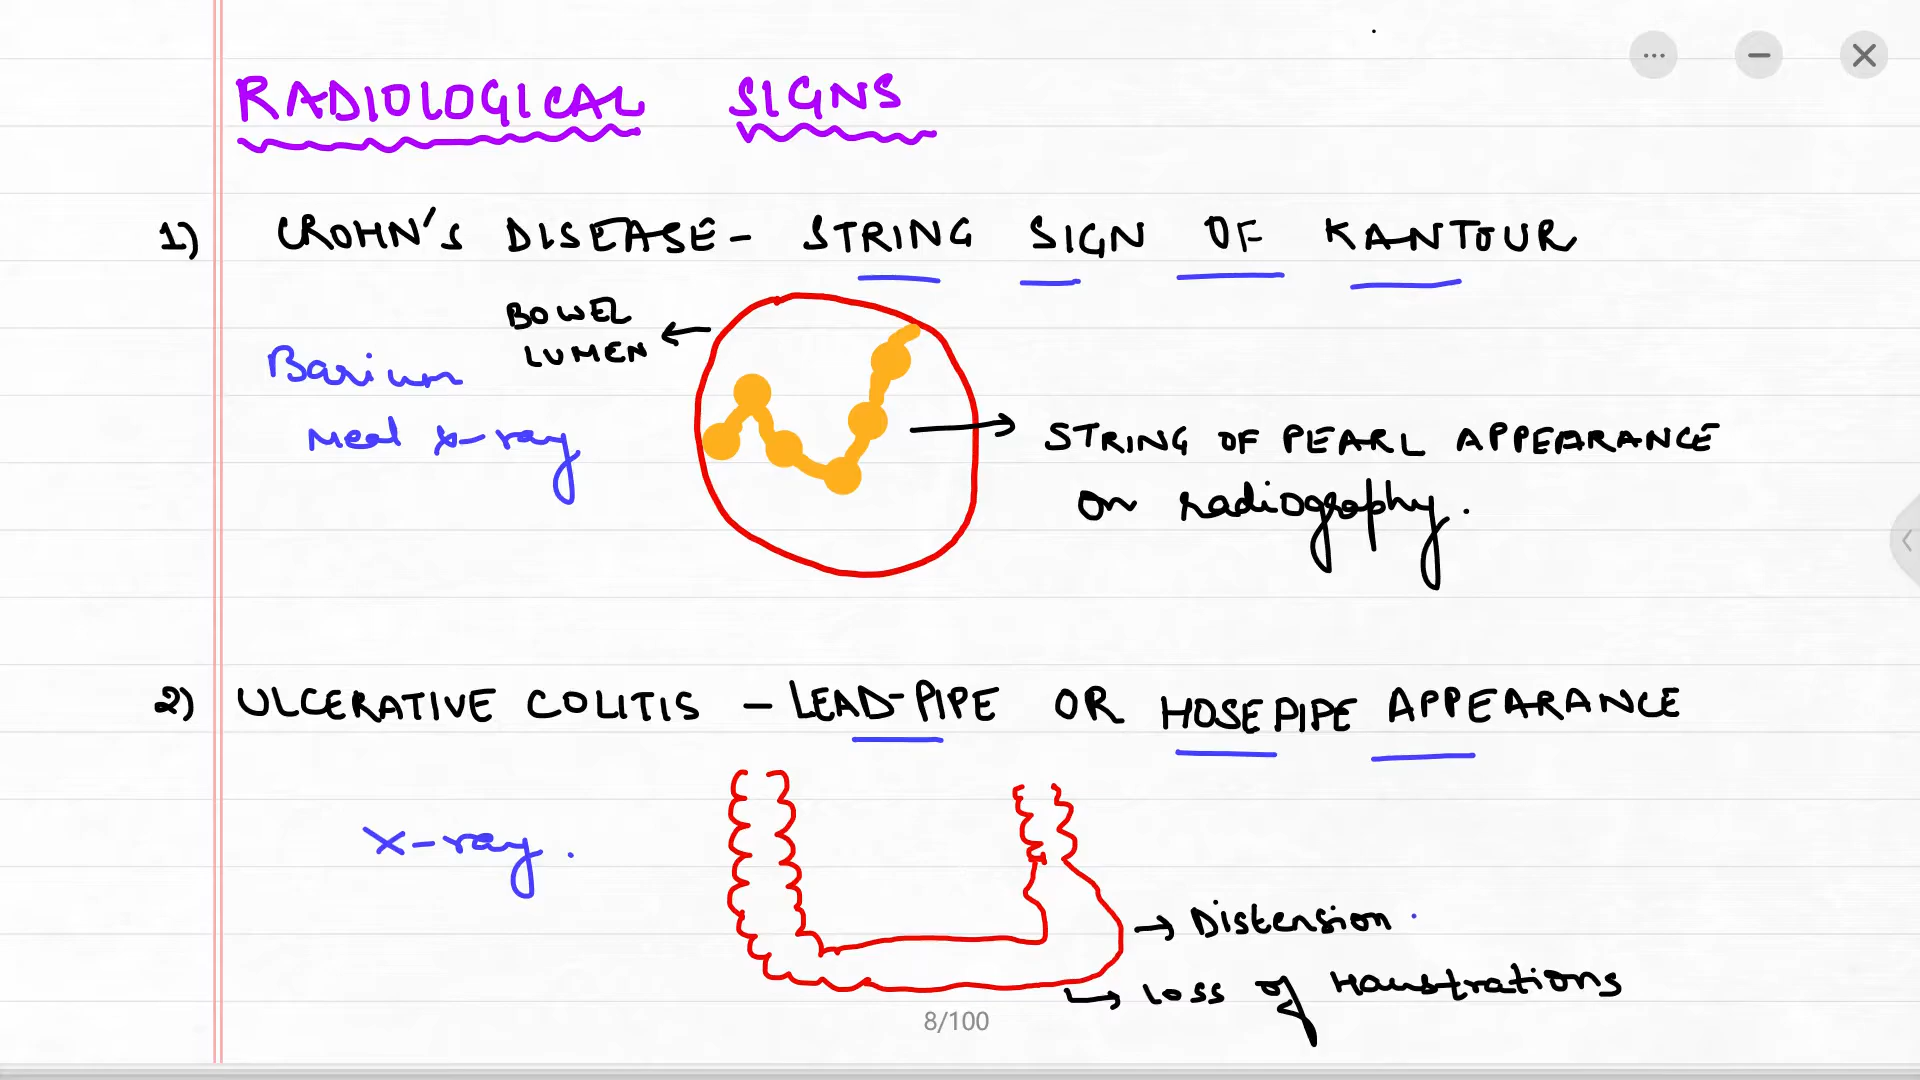 RADIOLOGICAL SIGNS
1) CROHN'S DISEASE - STRING SIGN OF KANTOUR
BOWEL
LUMEN
Barium
Meal X-ray
STRING OF PEARL APPEARANCE
on radiography.
2) ULCERATIVE COLITIS - LEAD-PIPE OR HOSEPIPE APPEARANCE
X-ray.
Distension
Loss of Haustrations
8/100